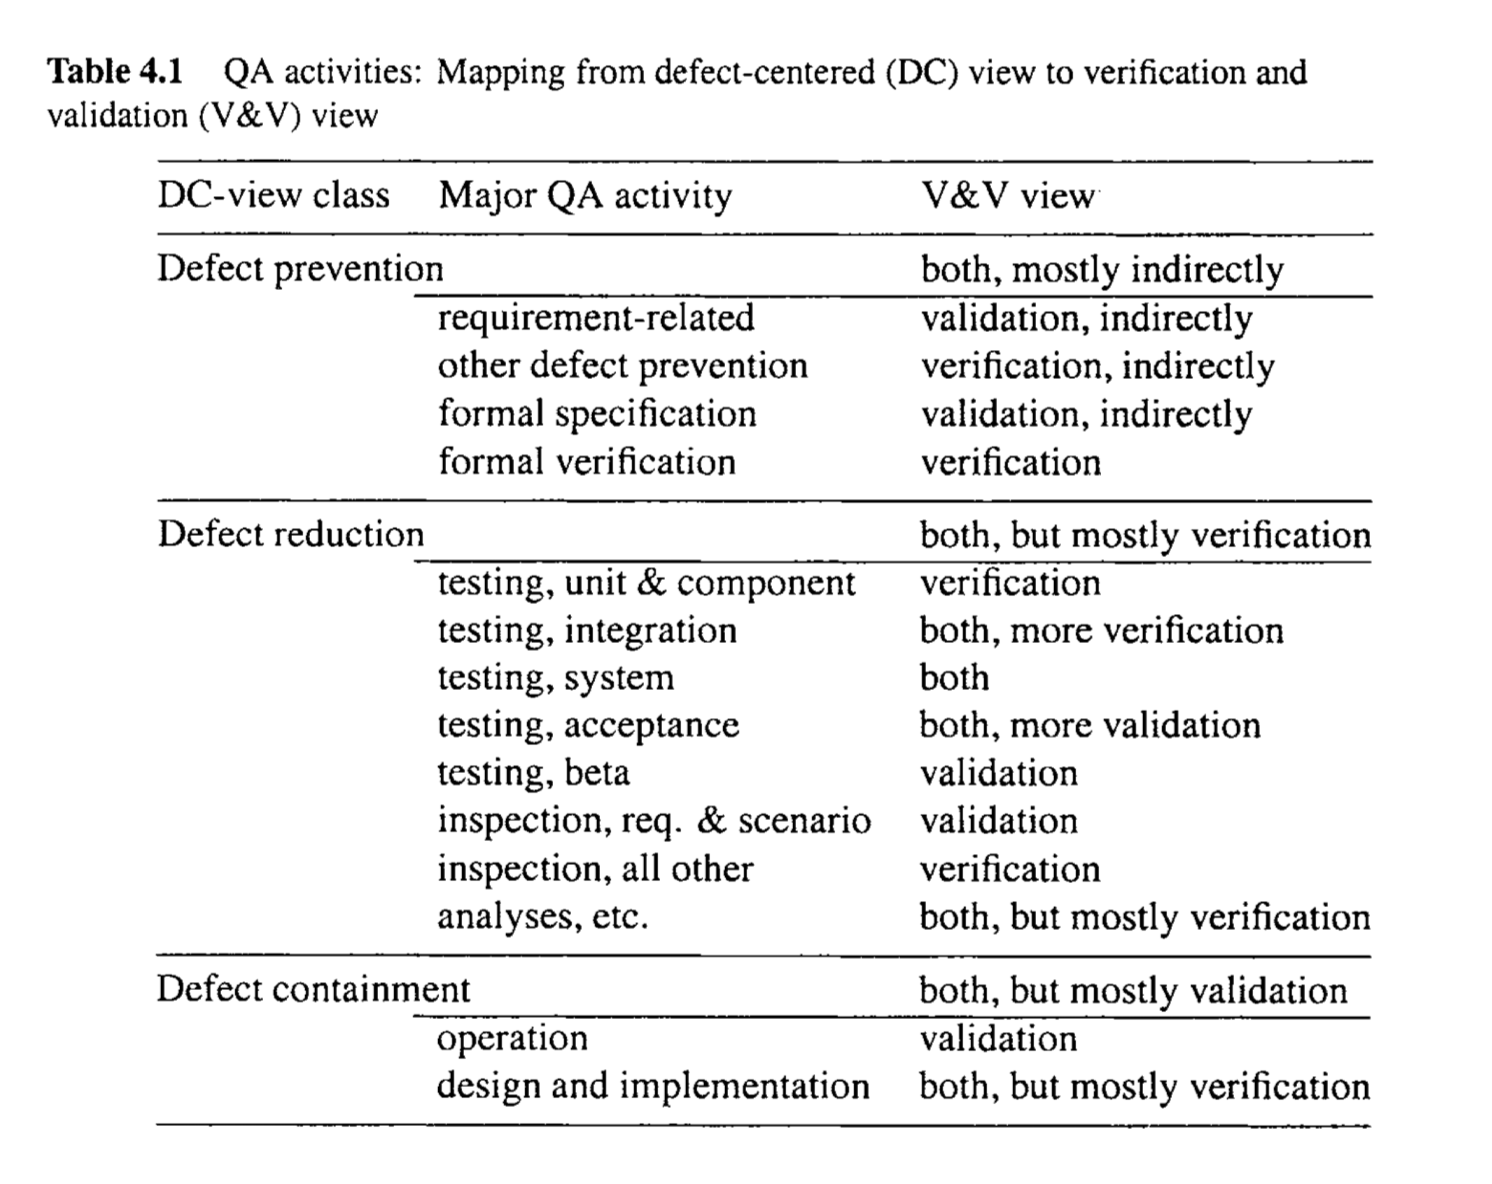 Table 4.1 QA activities: Mapping from defect-centered (DC) view to verification and
validation (V&V) view
DC-view class Major QA activity V&V view
Defect prevention both, mostly indirectly
requirement-related validation, indirectly
other defect prevention verification, indirectly
formal specification validation, indirectly
formal verification verification
Defect reduction both, but mostly verification
testing, unit & component verification
testing, integration both, more verification
testing, system both
testing, acceptance both, more validation
testing, beta validation
inspection, req. & scenario validation
inspection, all other verification
analyses, etc. both, but mostly verification
Defect containment both, but mostly validation
operation validation
design and implementation both, but mostly verification